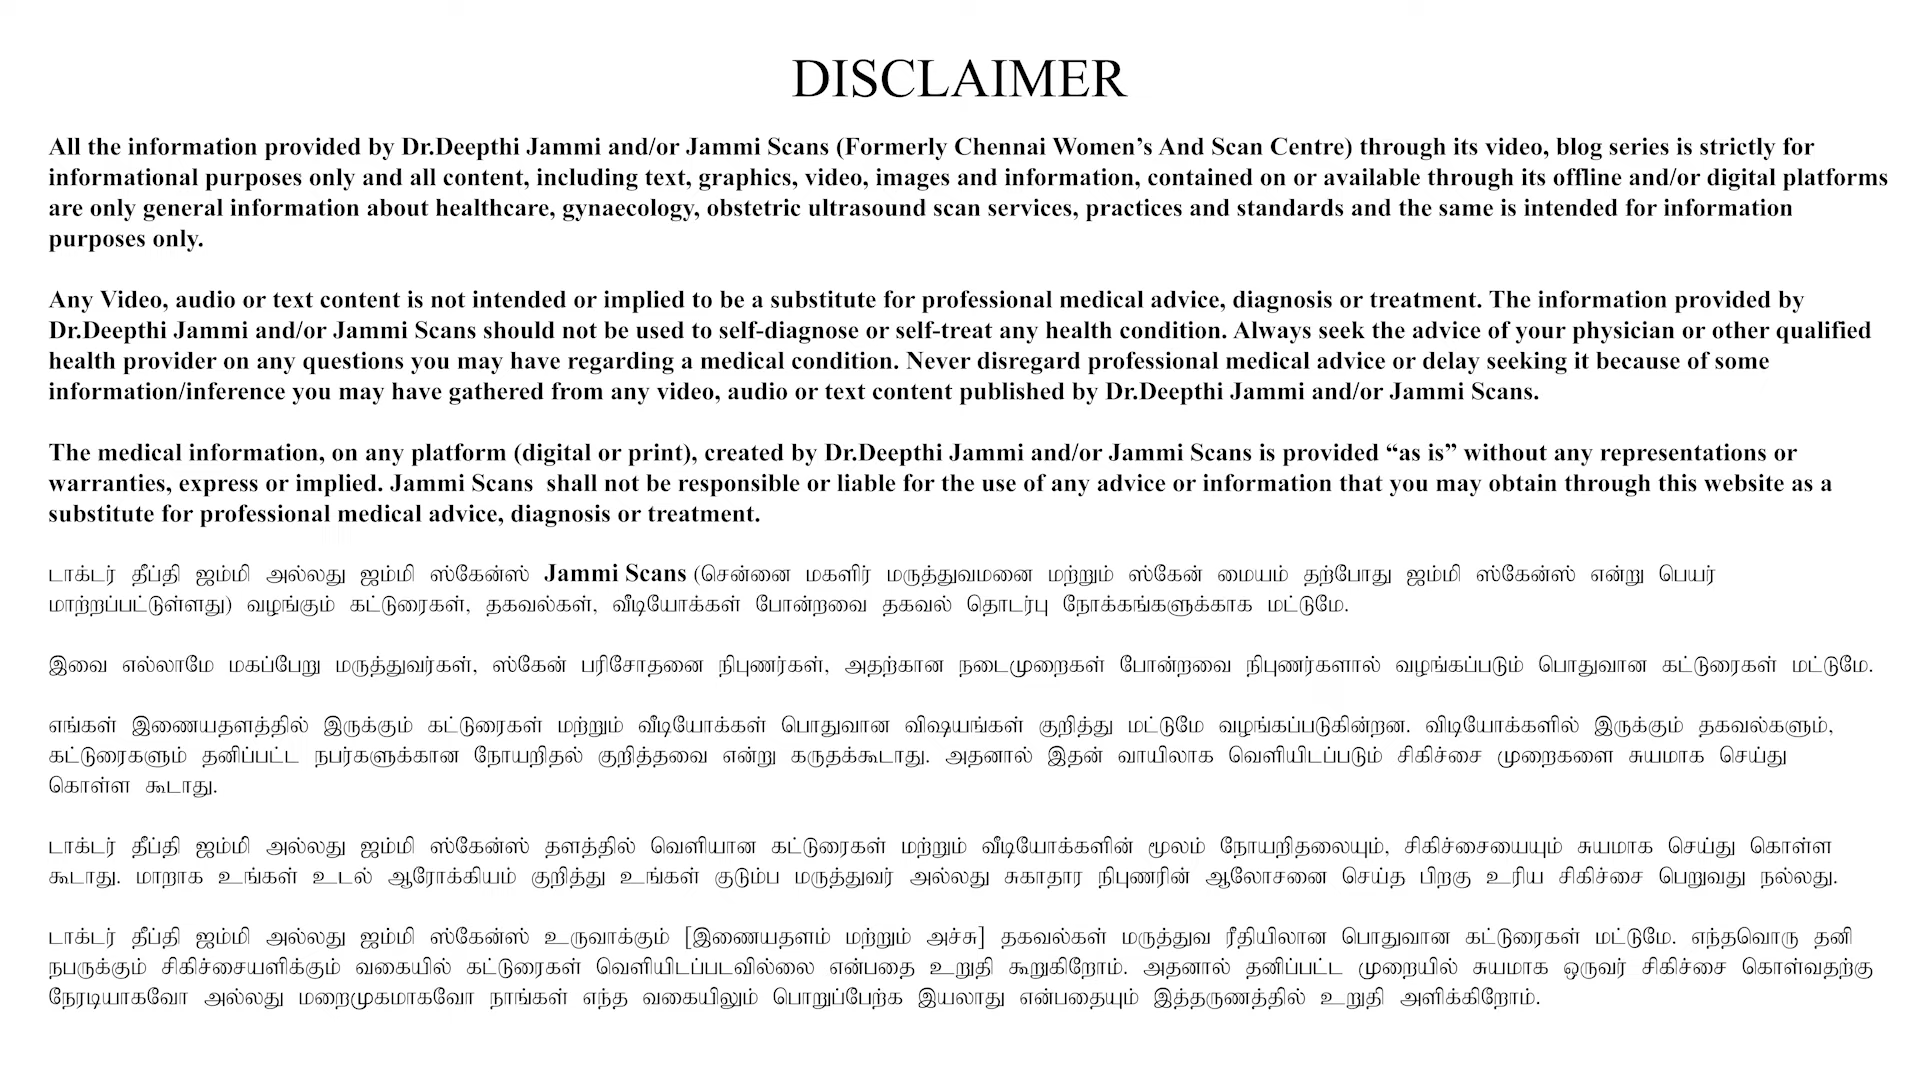 DISCLAIMER
All the information provided by Dr.Deepthi Jammi and/or Jammi Scans (Formerly Chennai Women’s And Scan Centre) through its video, blog series is strictly for
informational purposes only and all content, including text, graphics, video, images and information, contained on or available through its offline and/or digital platforms
are only general information about healthcare, gynaecology, obstetric ultrasound scan services, practices and standards and the same is intended for information
purposes only.
Any Video, audio or text content is not intended or implied to be a substitute for professional medical advice, diagnosis or treatment. The information provided by
Dr.Deepthi Jammi and/or Jammi Scans should not be used to self-diagnose or self-treat any health condition. Always seek the advice of your physician or other qualified
health provider on any questions you may have regarding a medical condition. Never disregard professional medical advice or delay seeking it because of some
information/inference you may have gathered from any video, audio or text content published by Dr.Deepthi Jammi and/or Jammi Scans.
The medical information, on any platform (digital or print), created by Dr.Deepthi Jammi and/or Jammi Scans is provided “as is” without any representations or
warranties, express or implied. Jammi Scans  shall not be responsible or liable for the use of any advice or information that you may obtain through this website as a
substitute for professional medical advice, diagnosis or treatment.
டாக்டர் தீப்தி ஜம்மி அல்லது ஜம்மி ஸ்கேன்ஸ் Jammi Scans (சென்னை மகளிர் மருத்துவமனை மற்றும் ஸ்கேன் மையம் தற்போது ஜம்மி ஸ்கேன்ஸ் என்று பெயர்
மாற்றப்பட்டுள்ளது) வழங்கும் கட்டுரைகள், தகவல்கள், வீடியோக்கள் போன்றவை தகவல் தொடர்பு நோக்கங்களுக்காக மட்டுமே.
இவை எல்லாமே மகப்பேறு மருத்துவர்கள், ஸ்கேன் பரிசோதனை நிபுணர்கள், அதற்கான நடைமுறைகள் போன்றவை நிபுணர்களால் வழங்கப்படும் பொதுவான கட்டுரைகள் மட்டுமே.
எங்கள் இணையதளத்தில் இருக்கும் கட்டுரைகள் மற்றும் வீடியோக்கள் பொதுவான விஷயங்கள் குறித்து மட்டுமே வழங்கப்படுகின்றன. விடியோக்களில் இருக்கும் தகவல்களும்,
கட்டுரைகளும் தனிப்பட்ட நபர்களுக்கான நோயறிதல் குறித்தவை என்று கருதக்கூடாது. அதனால் இதன் வாயிலாக வெளியிடப்படும் சிகிச்சை முறைகளை சுயமாக செய்து
கொள்ள கூடாது.
டாக்டர் தீப்தி ஜம்மி அல்லது ஜம்மி ஸ்கேன்ஸ் தளத்தில் வெளியான கட்டுரைகள் மற்றும் வீடியோக்களின் மூலம் நோயறிதலையும், சிகிச்சையையும் சுயமாக செய்து கொள்ள
கூடாது. மாறாக உங்கள் உடல் ஆரோக்கியம் குறித்து உங்கள் குடும்ப மருத்துவர் அல்லது சுகாதார நிபுணரின் ஆலோசனை செய்த பிறகு உரிய சிகிச்சை பெறுவது நல்லது.
டாக்டர் தீப்தி ஜம்மி அல்லது ஜம்மி ஸ்கேன்ஸ் உருவாக்கும் [இணையதளம் மற்றும் அச்சு] தகவல்கள் மருத்துவ ரீதியிலான பொதுவான கட்டுரைகள் மட்டுமே. எந்தவொரு தனி
நபருக்கும் சிகிச்சையளிக்கும் வகையில் கட்டுரைகள் வெளியிடப்படவில்லை என்பதை உறுதி கூறுகிறோம். அதனால் தனிப்பட்ட முறையில் சுயமாக ஒருவர் சிகிச்சை கொள்வதற்கு
நேரடியாகவோ அல்லது மறைமுகமாகவோ நாங்கள் எந்த வகையிலும் பொறுப்பேற்க இயலாது என்பதையும் இத்தருணத்தில் உறுதி அளிக்கிறோம்.